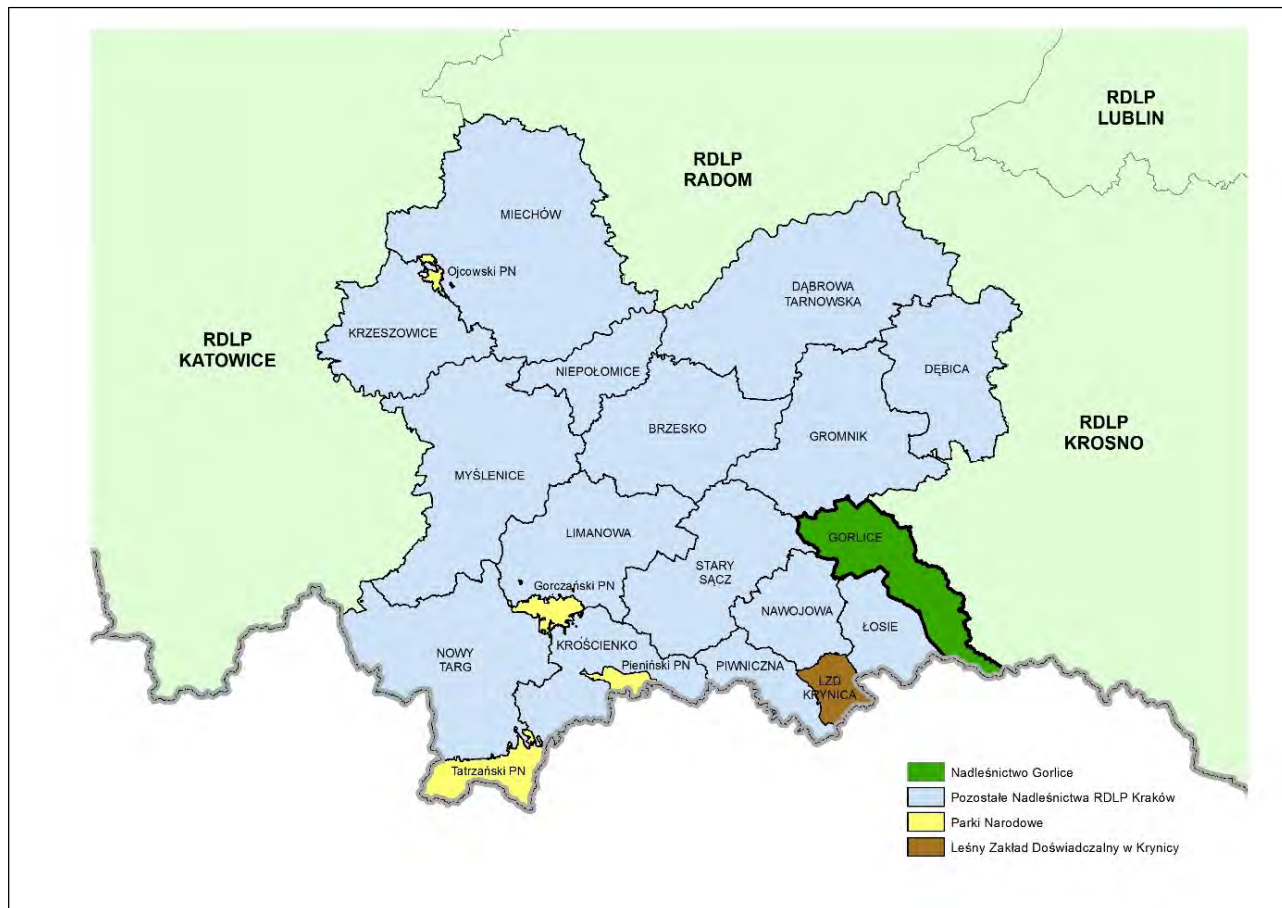 RDLP
LUBLIN
RDLP
RADOM
MIECHÓW
Ojcowski PN
DĄBROWA
TARNOWSKA
KRZESZOWICE
RDLP
KATOWICE
NIEPOŁOMICE
DĘBICA
BRZESKO
GROMNIK
RDLP
KROSNO
MYŚLENICE
LIMANOWA
GORLICE
STARY
SĄCZ
Gorczański PN
NAWOJOWA
ŁOSIE
KROŚCIENKO
NOWY
TARG
Pieniński PN
PIWNICZNA
LZD
KRYNICA
Tatrzański PN
Nadleśnictwo Gorlice
Pozostałe Nadleśnictwa RDLP Kraków
Parki Narodowe
Leśny Zakład Doświadczalny w Krynicy